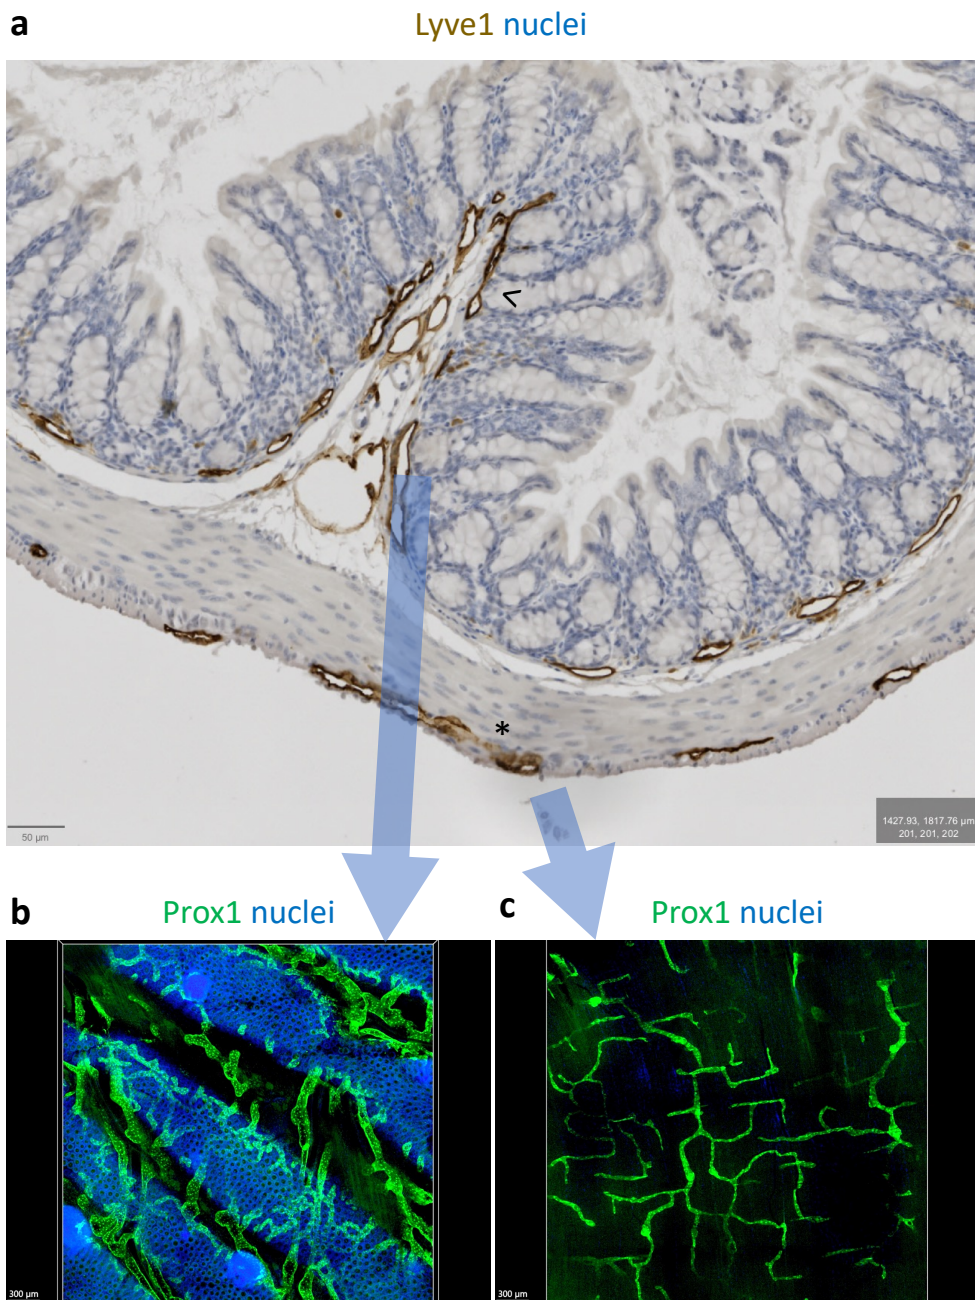 a
Lyve1 nuclei
<
*
50 µm
1427.93, 1817.76 µm
201, 201, 202
b
Prox1 nuclei
c
Prox1 nuclei
300 µm
300 µm